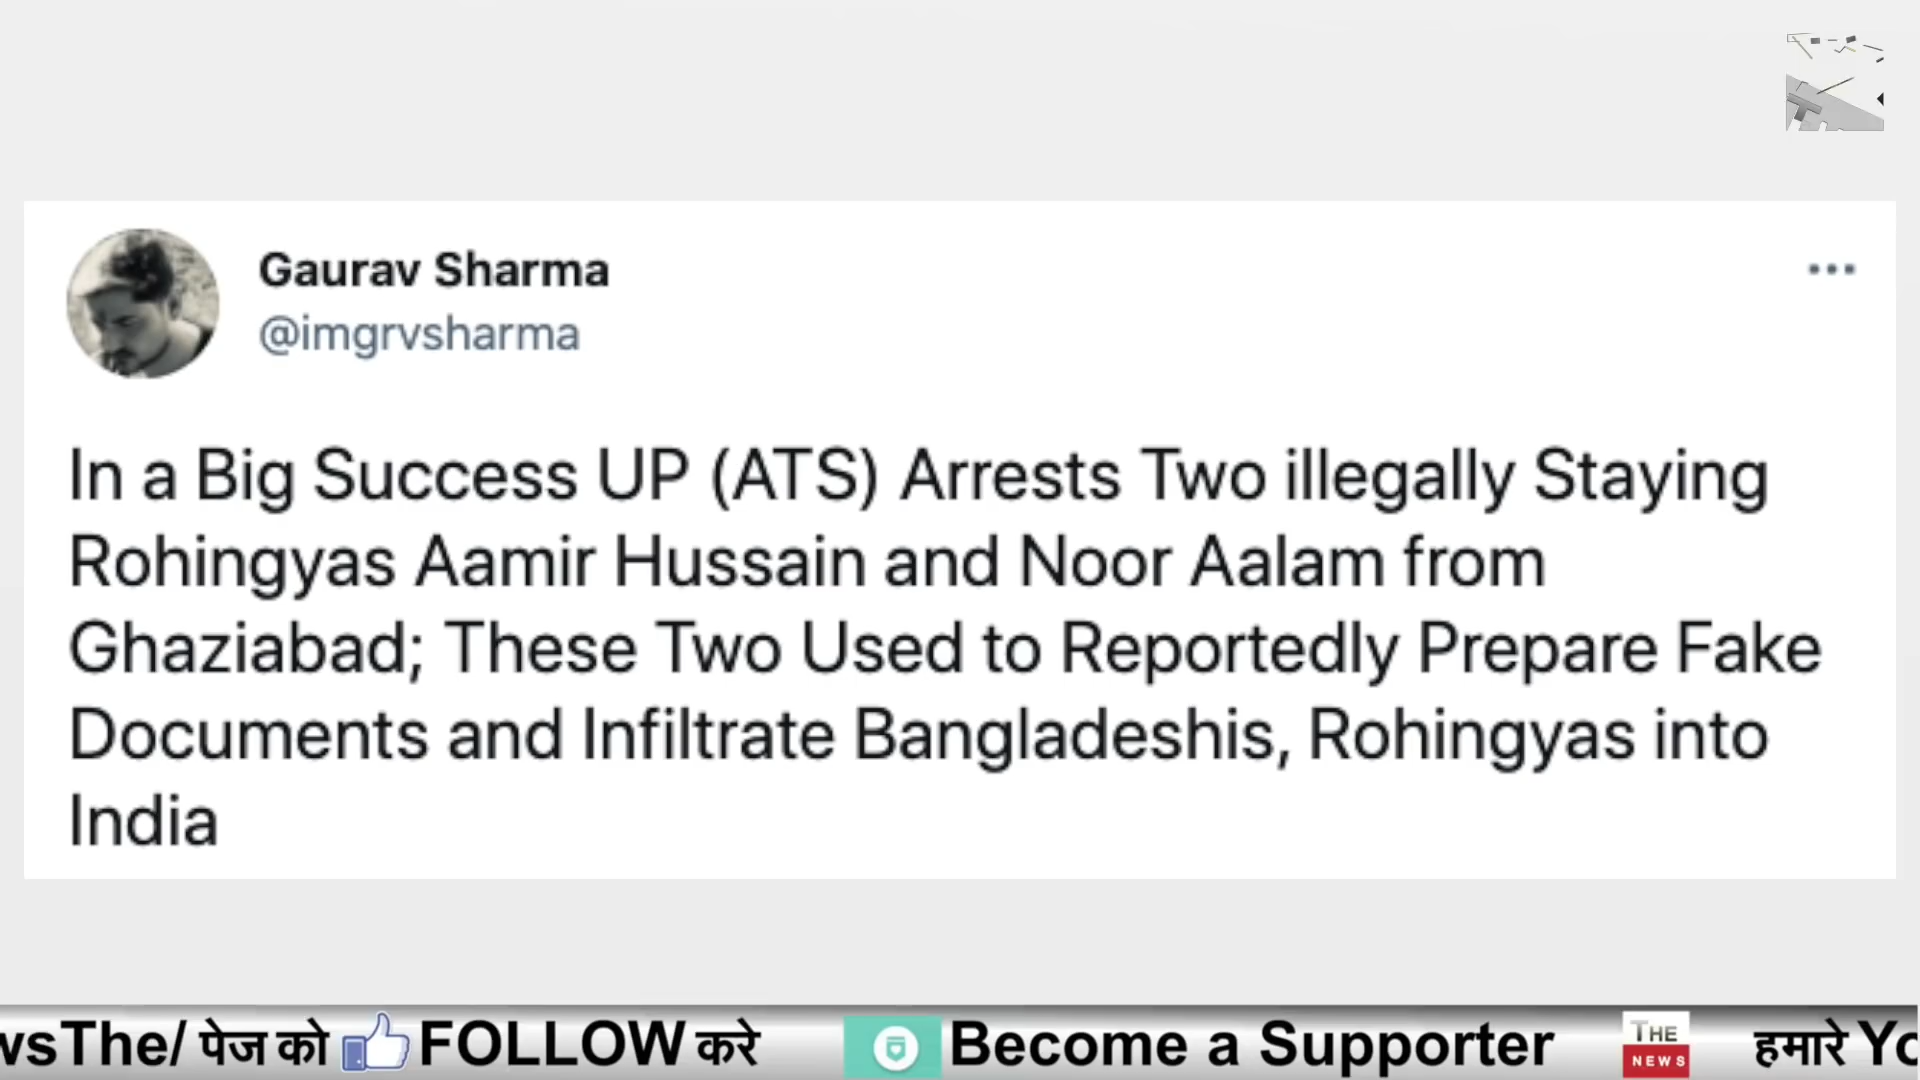 Gaurav Sharma
@imgrvsharma
In a Big Success UP (ATS) Arrests Two illegally Staying
Rohingyas Aamir Hussain and Noor Aalam from
Ghaziabad; These Two Used to Reportedly Prepare Fake
Documents and Infiltrate Bangladeshis, Rohingyas into
India
wsThe/ पेज को FOLLOW करे Become a Supporter THE NEWS हमारे Yo